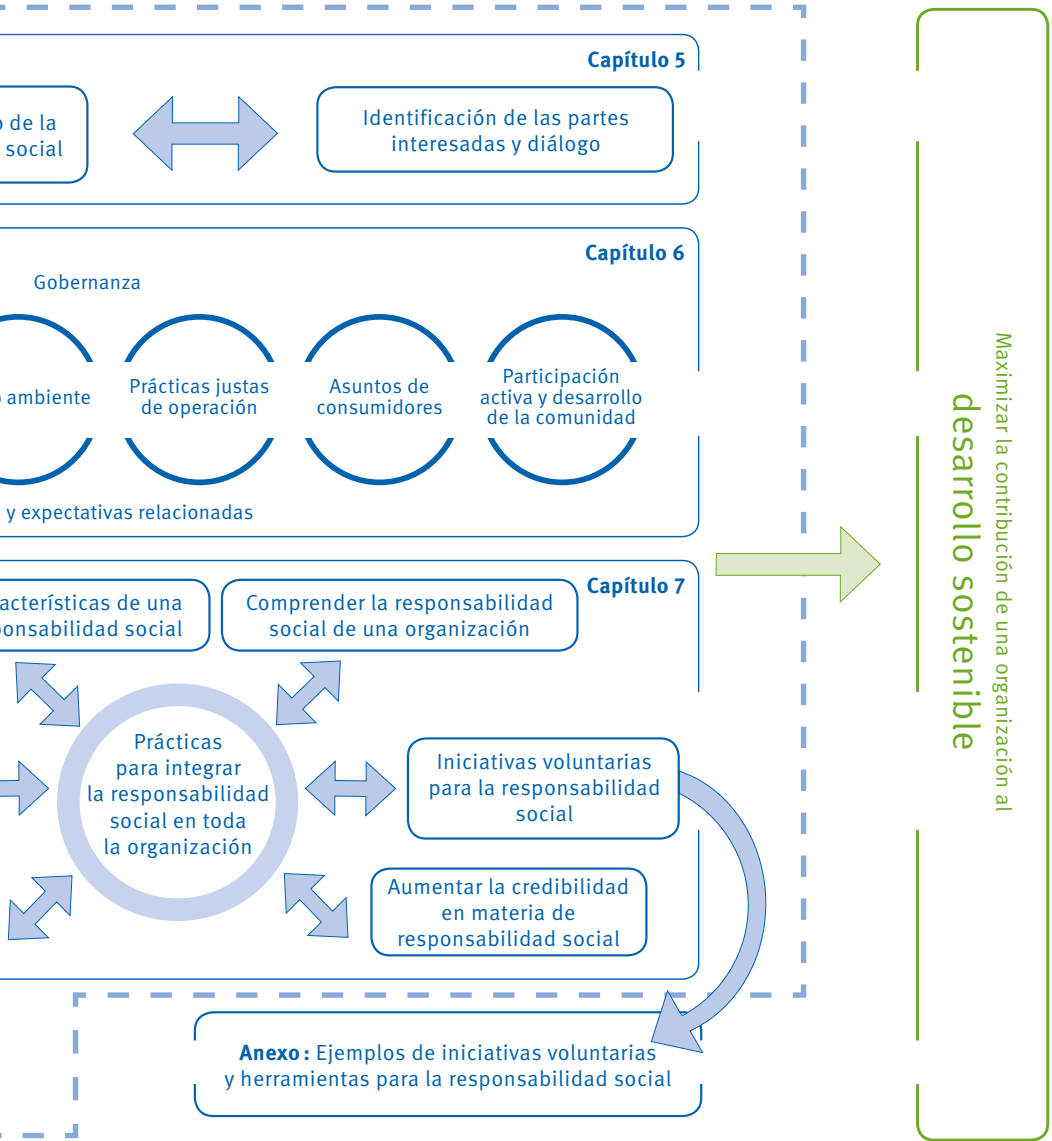 Capítulo 5
o de la
social
Identificación de las partes
interesadas y diálogo
Capítulo 6
Gobernanza
o ambiente
Prácticas justas
de operación
Asuntos de
consumidores
Participación
activa y desarrollo
de la comunidad
y expectativas relacionadas
Capítulo 7
acterísticas de una
ponsabilidad social
Comprender la responsabilidad
social de una organización
Prácticas
para integrar
la responsabilidad
social en toda
la organización
Iniciativas voluntarias
para la responsabilidad
social
Aumentar la credibilidad
en materia de
responsabilidad social
Anexo : Ejemplos de iniciativas voluntarias
y herramientas para la responsabilidad social
Maximizar la contribución de una organización al
desarrollo sostenible